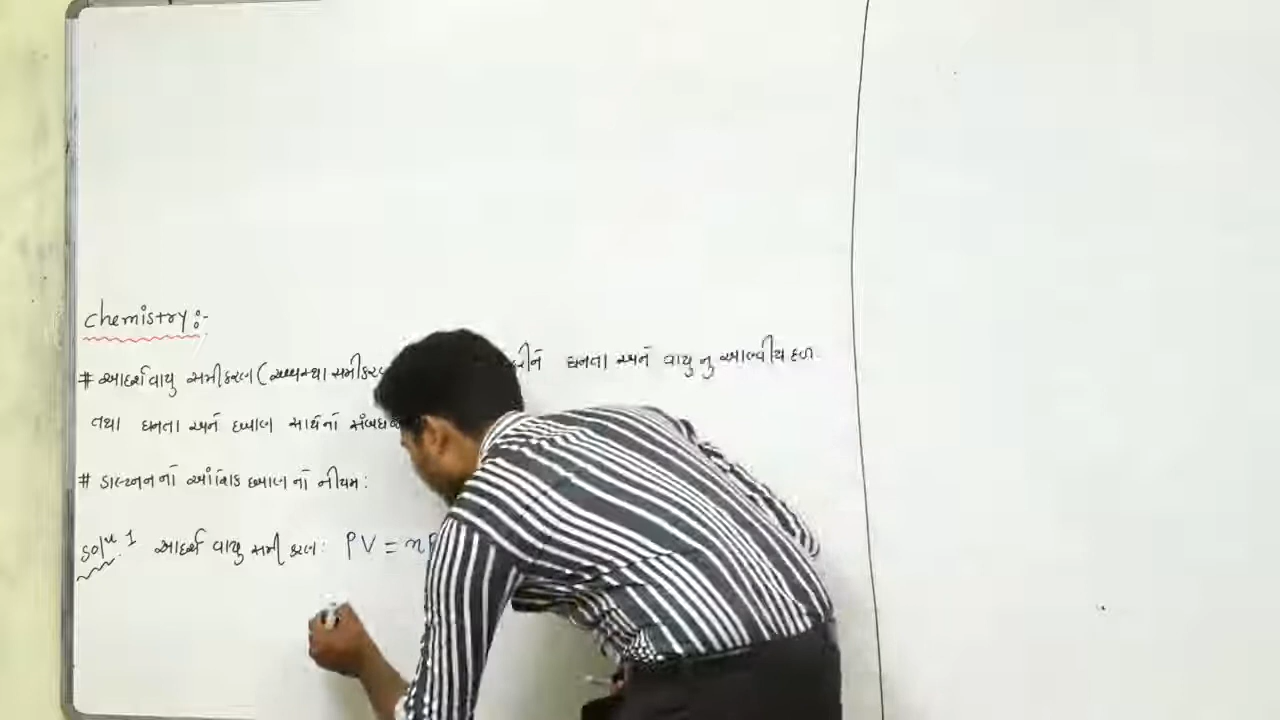 Chemistry :-
# આદર્શવાયુ સમીકરણ (અવસ્થા સમીકરણ ઘનતા અને વાયુ નુ આણ્વીય દળ
તથા ઘનતા અને દબાણ સાથેનો સંબંધ
# ડાલ્ટનનો આંશિક દબાણ નો નીયમ :
Solⁿ. 1 આદર્શ વાયુ સમીકરણ: PV = n